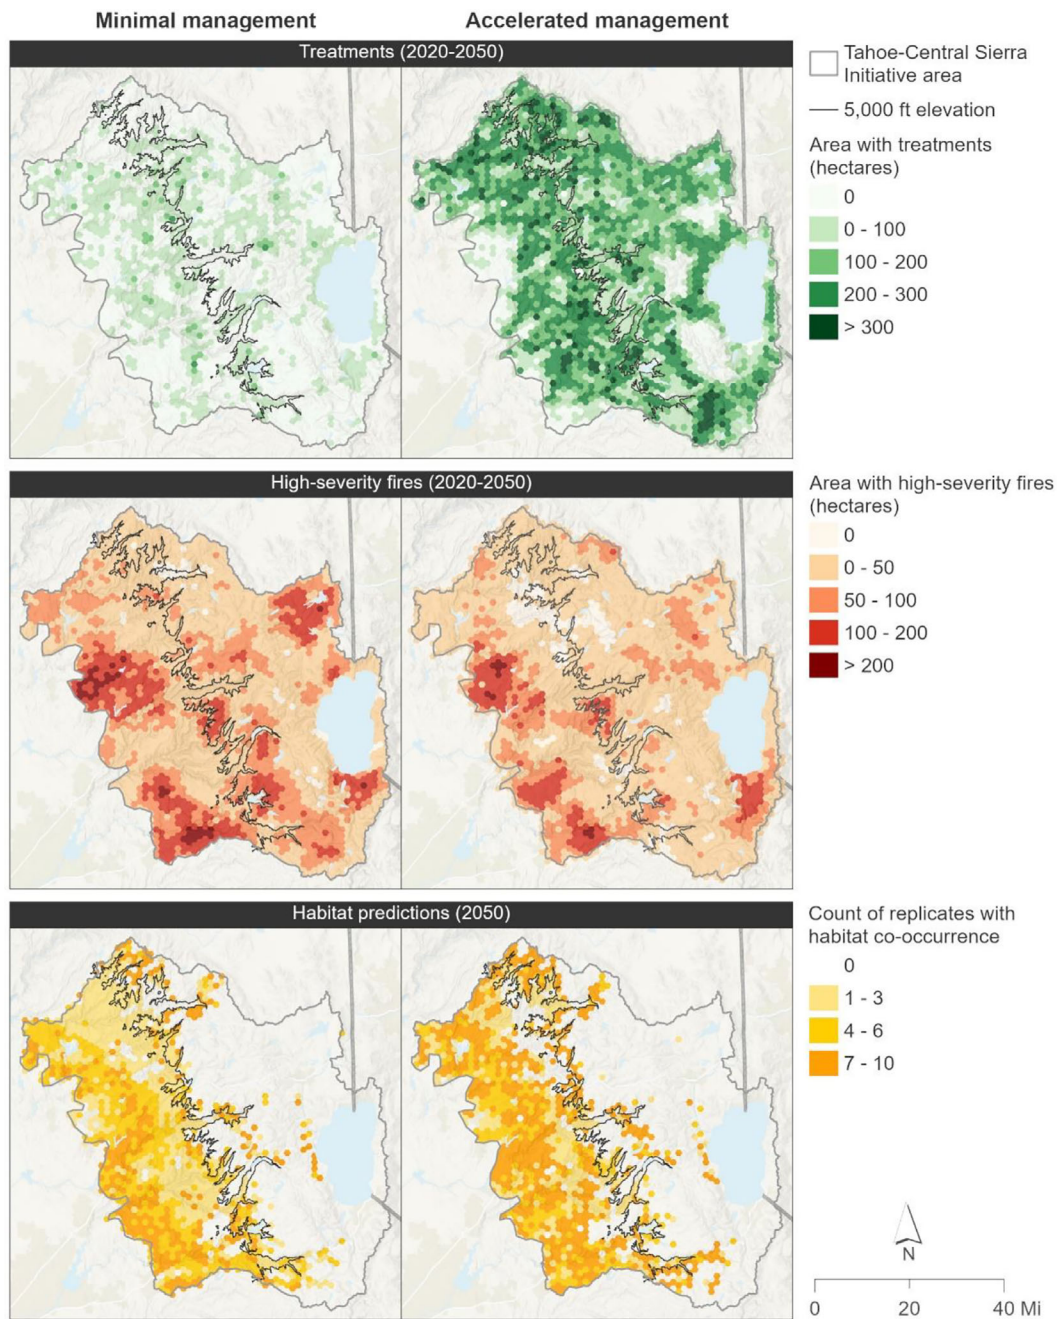 Minimal management
Accelerated management
Treatments (2020-2050)
Tahoe-Central Sierra
Initiative area
5,000 ft elevation
Area with treatments
(hectares)
0
0 - 100
100 - 200
200 - 300
> 300
High-severity fires (2020-2050)
Area with high-severity fires
(hectares)
0
0 - 50
50 - 100
100 - 200
> 200
Habitat predictions (2050)
Count of replicates with
habitat co-occurrence
0
1 - 3
4 - 6
7 - 10
N
0 20 40 Mi